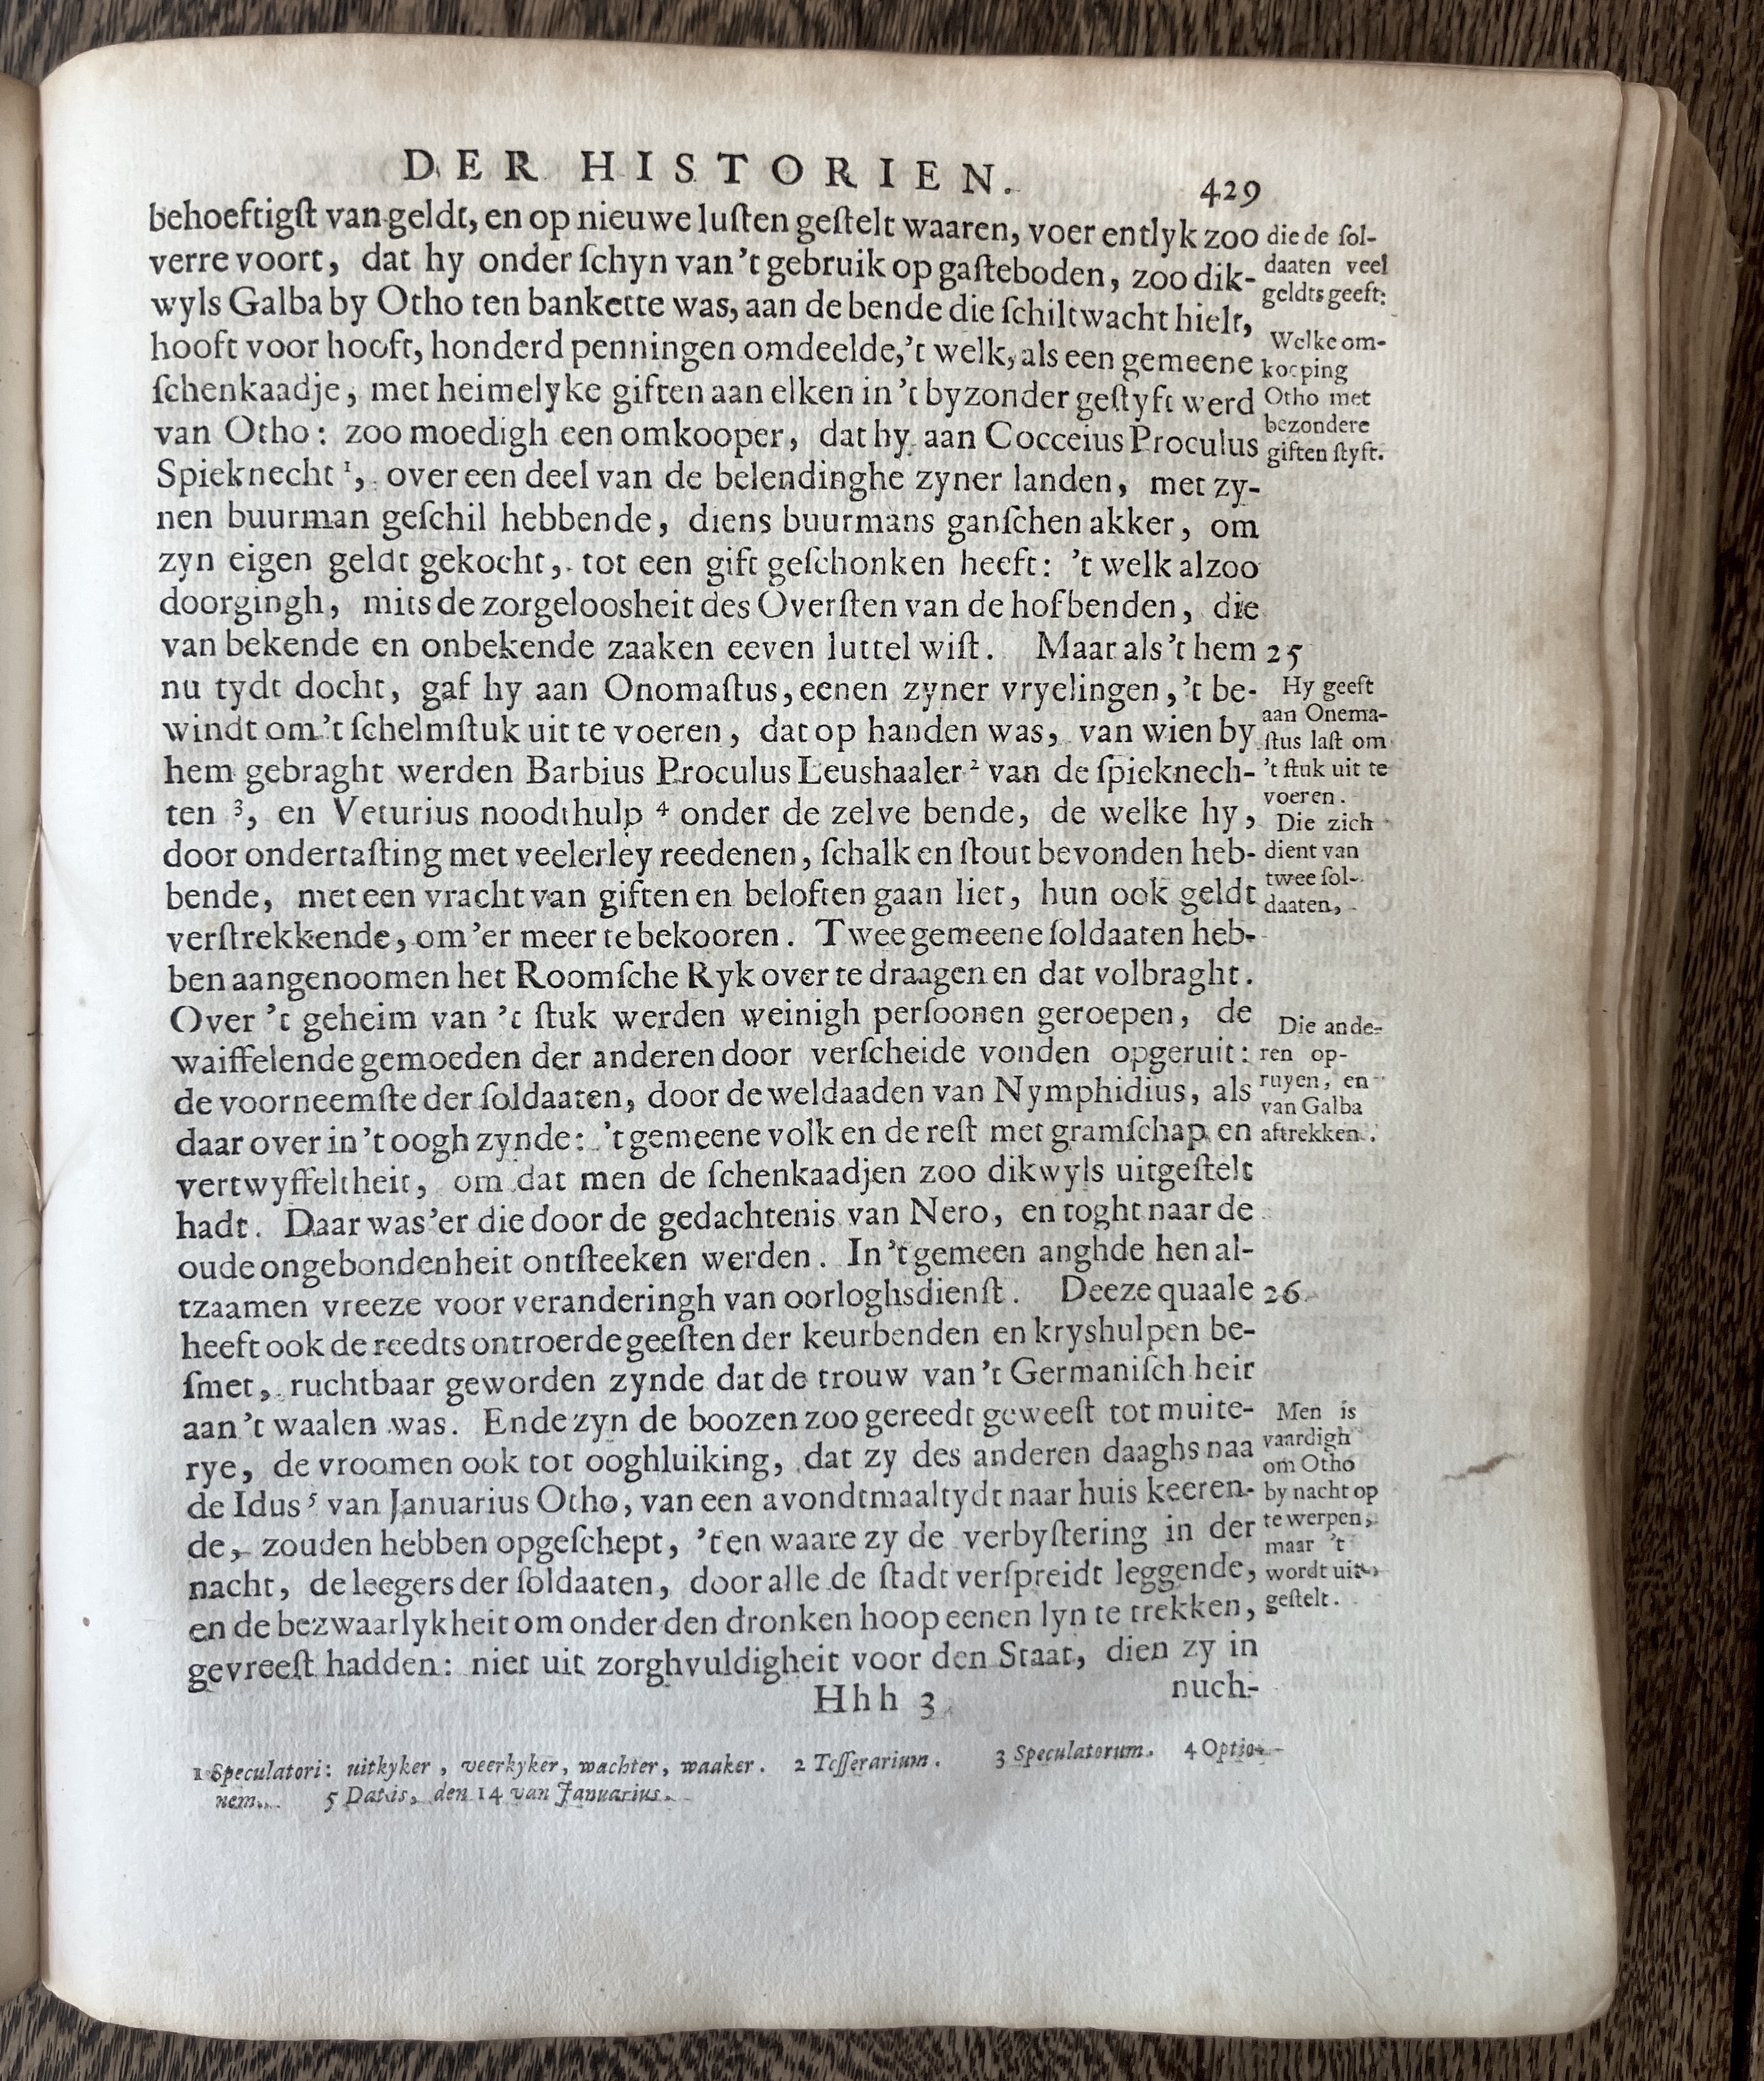 DER HISTORIEN.
429
behoeftigſt van geldt, en op nieuwe luſten geſtelt waaren, voer entlyk zoo
verre voort, dat hy onder ſchyn van 't gebruik op gaſteboden, zoo dik-
wyls Galba by Otho ten bankette was, aan de bende die ſchiltwacht hielt,
hooft voor hooft, honderd penningen omdeelde, 't welk, als een gemeene
ſchenkaadje, met heimelyke giften aan elken in 't byzonder geſtyft werd
van Otho: zoo moedigh een omkooper, dat hy aan Cocceius Proculus
Spieknecht ¹, over een deel van de belendinghe zyner landen, met zy-
nen buurman geſchil hebbende, diens buurmans ganſchen akker, om
zyn eigen geldt gekocht, tot een gift geſchonken heeft: 't welk alzoo
doorgingh, mits de zorgeloosheit des Overſten van de hofbenden, die
van bekende en onbekende zaaken eeven luttel wiſt. Maar als 't hem
nu tydt docht, gaf hy aan Onomaſtus, eenen zyner vryelingen, 't be-
windt om 't ſchelmſtuk uit te voeren, dat op handen was, van wien by
hem gebraght werden Barbius Proculus Leushaaler ² van de ſpieknech-
ten ³, en Veturius noodthulp ⁴ onder de zelve bende, de welke hy,
door ondertaſting met veelerley reedenen, ſchalk en ſtout bevonden heb-
bende, met een vracht van giften en beloften gaan liet, hun ook geldt
verſtrekkende, om 'er meer te bekooren. Twee gemeene ſoldaaten heb-
ben aangenoomen het Roomſche Ryk over te draagen en dat volbraght.
Over 't geheim van 't ſtuk werden weinigh perſoonen geroepen, de
waiffelende gemoeden der anderen door verſcheide vonden opgeruit:
de voorneemſte der ſoldaaten, door de weldaaden van Nymphidius, als
daar over in 't oogh zynde: 't gemeene volk en de reſt met gramſchap en
vertwyffeltheit, om dat men de ſchenkaadjen zoo dikwyls uitgeſtelt
hadt. Daar was 'er die door de gedachtenis van Nero, en toght naar de
oude ongebondenheit ontſteeken werden. In 't gemeen anghde hen al-
tzaamen vreeze voor veranderingh van oorloghsdienſt. Deeze quaale
heeft ook de reedts ontroerde geeſten der keurbenden en kryshulpen be-
ſmet, ruchtbaar geworden zynde dat de trouw van 't Germaniſch heir
aan 't waalen was. Ende zyn de boozen zoo gereedt geweeſt tot muite-
rye, de vroomen ook tot ooghluiking, dat zy des anderen daaghs naa
de Idus ⁵ van Januarius Otho, van een avondtmaaltydt naar huis keeren-
de, zouden hebben opgeſchept, 't en waare zy de verbyſtering in der
nacht, de leegers der ſoldaaten, door alle de ſtadt verſpreidt leggende,
en de bezwaarlykheit om onder den dronken hoop eenen lyn te trekken,
gevreeſt hadden: niet uit zorghvuldigheit voor den Staat, dien zy in
Hhh 3
nuch-
die de ſol-
daaten veel
geldts geeft:
Welke om-
kooping
Otho met
bezondere
giften ſtyft.
25
Hy geeft
aan Onema-
ſtus laſt om
't ſtuk uit te
voeren.
Die zich
dient van
twee ſol-
daaten,
Die ande-
ren op-
ruyen, en
van Galba
aftrekken.
26
Men is
vaardigh
om Otho
by nacht op
te werpen,
maar 't
wordt uit-
geſtelt.
1 Speculatori: uitkyker, veerkyker, wachter, waaker. 2 Teſſerarium. 3 Speculatorum. 4 Optio-
nem. 5 Dat is, den 14 van Januarius.